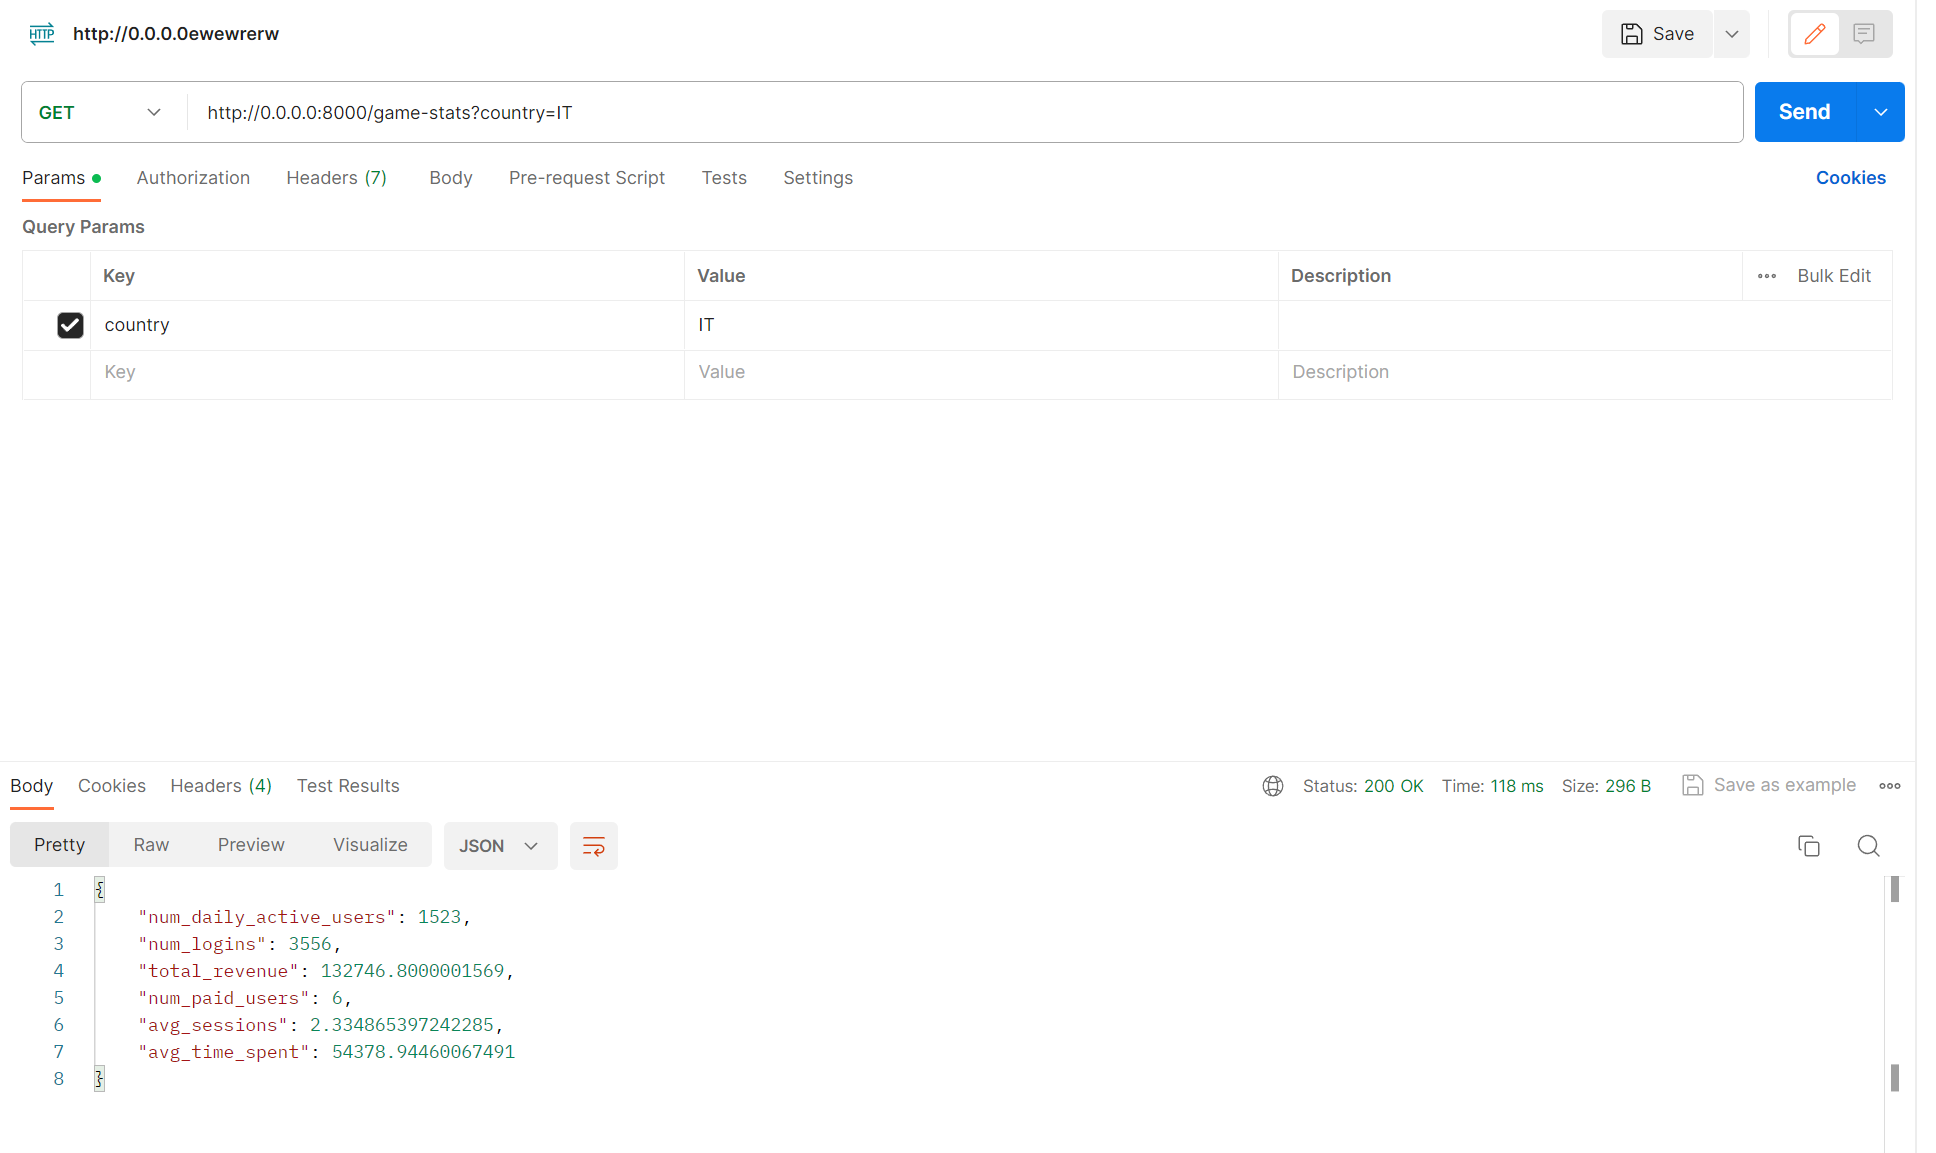 HTTP http://0.0.0.0ewewrerw Save
GET http://0.0.0.0:8000/game-stats?country=IT Send
Params Authorization Headers (7) Body Pre-request Script Tests Settings Cookies
Query Params
Key Value Description Bulk Edit
country IT
Key Value Description
Body Cookies Headers (4) Test Results Status: 200 OK Time: 118 ms Size: 296 B Save as example
Pretty Raw Preview Visualize JSON
1 {
2 "num_daily_active_users": 1523,
3 "num_logins": 3556,
4 "total_revenue": 132746.8000001569,
5 "num_paid_users": 6,
6 "avg_sessions": 2.334865397242285,
7 "avg_time_spent": 54378.94460067491
8 }